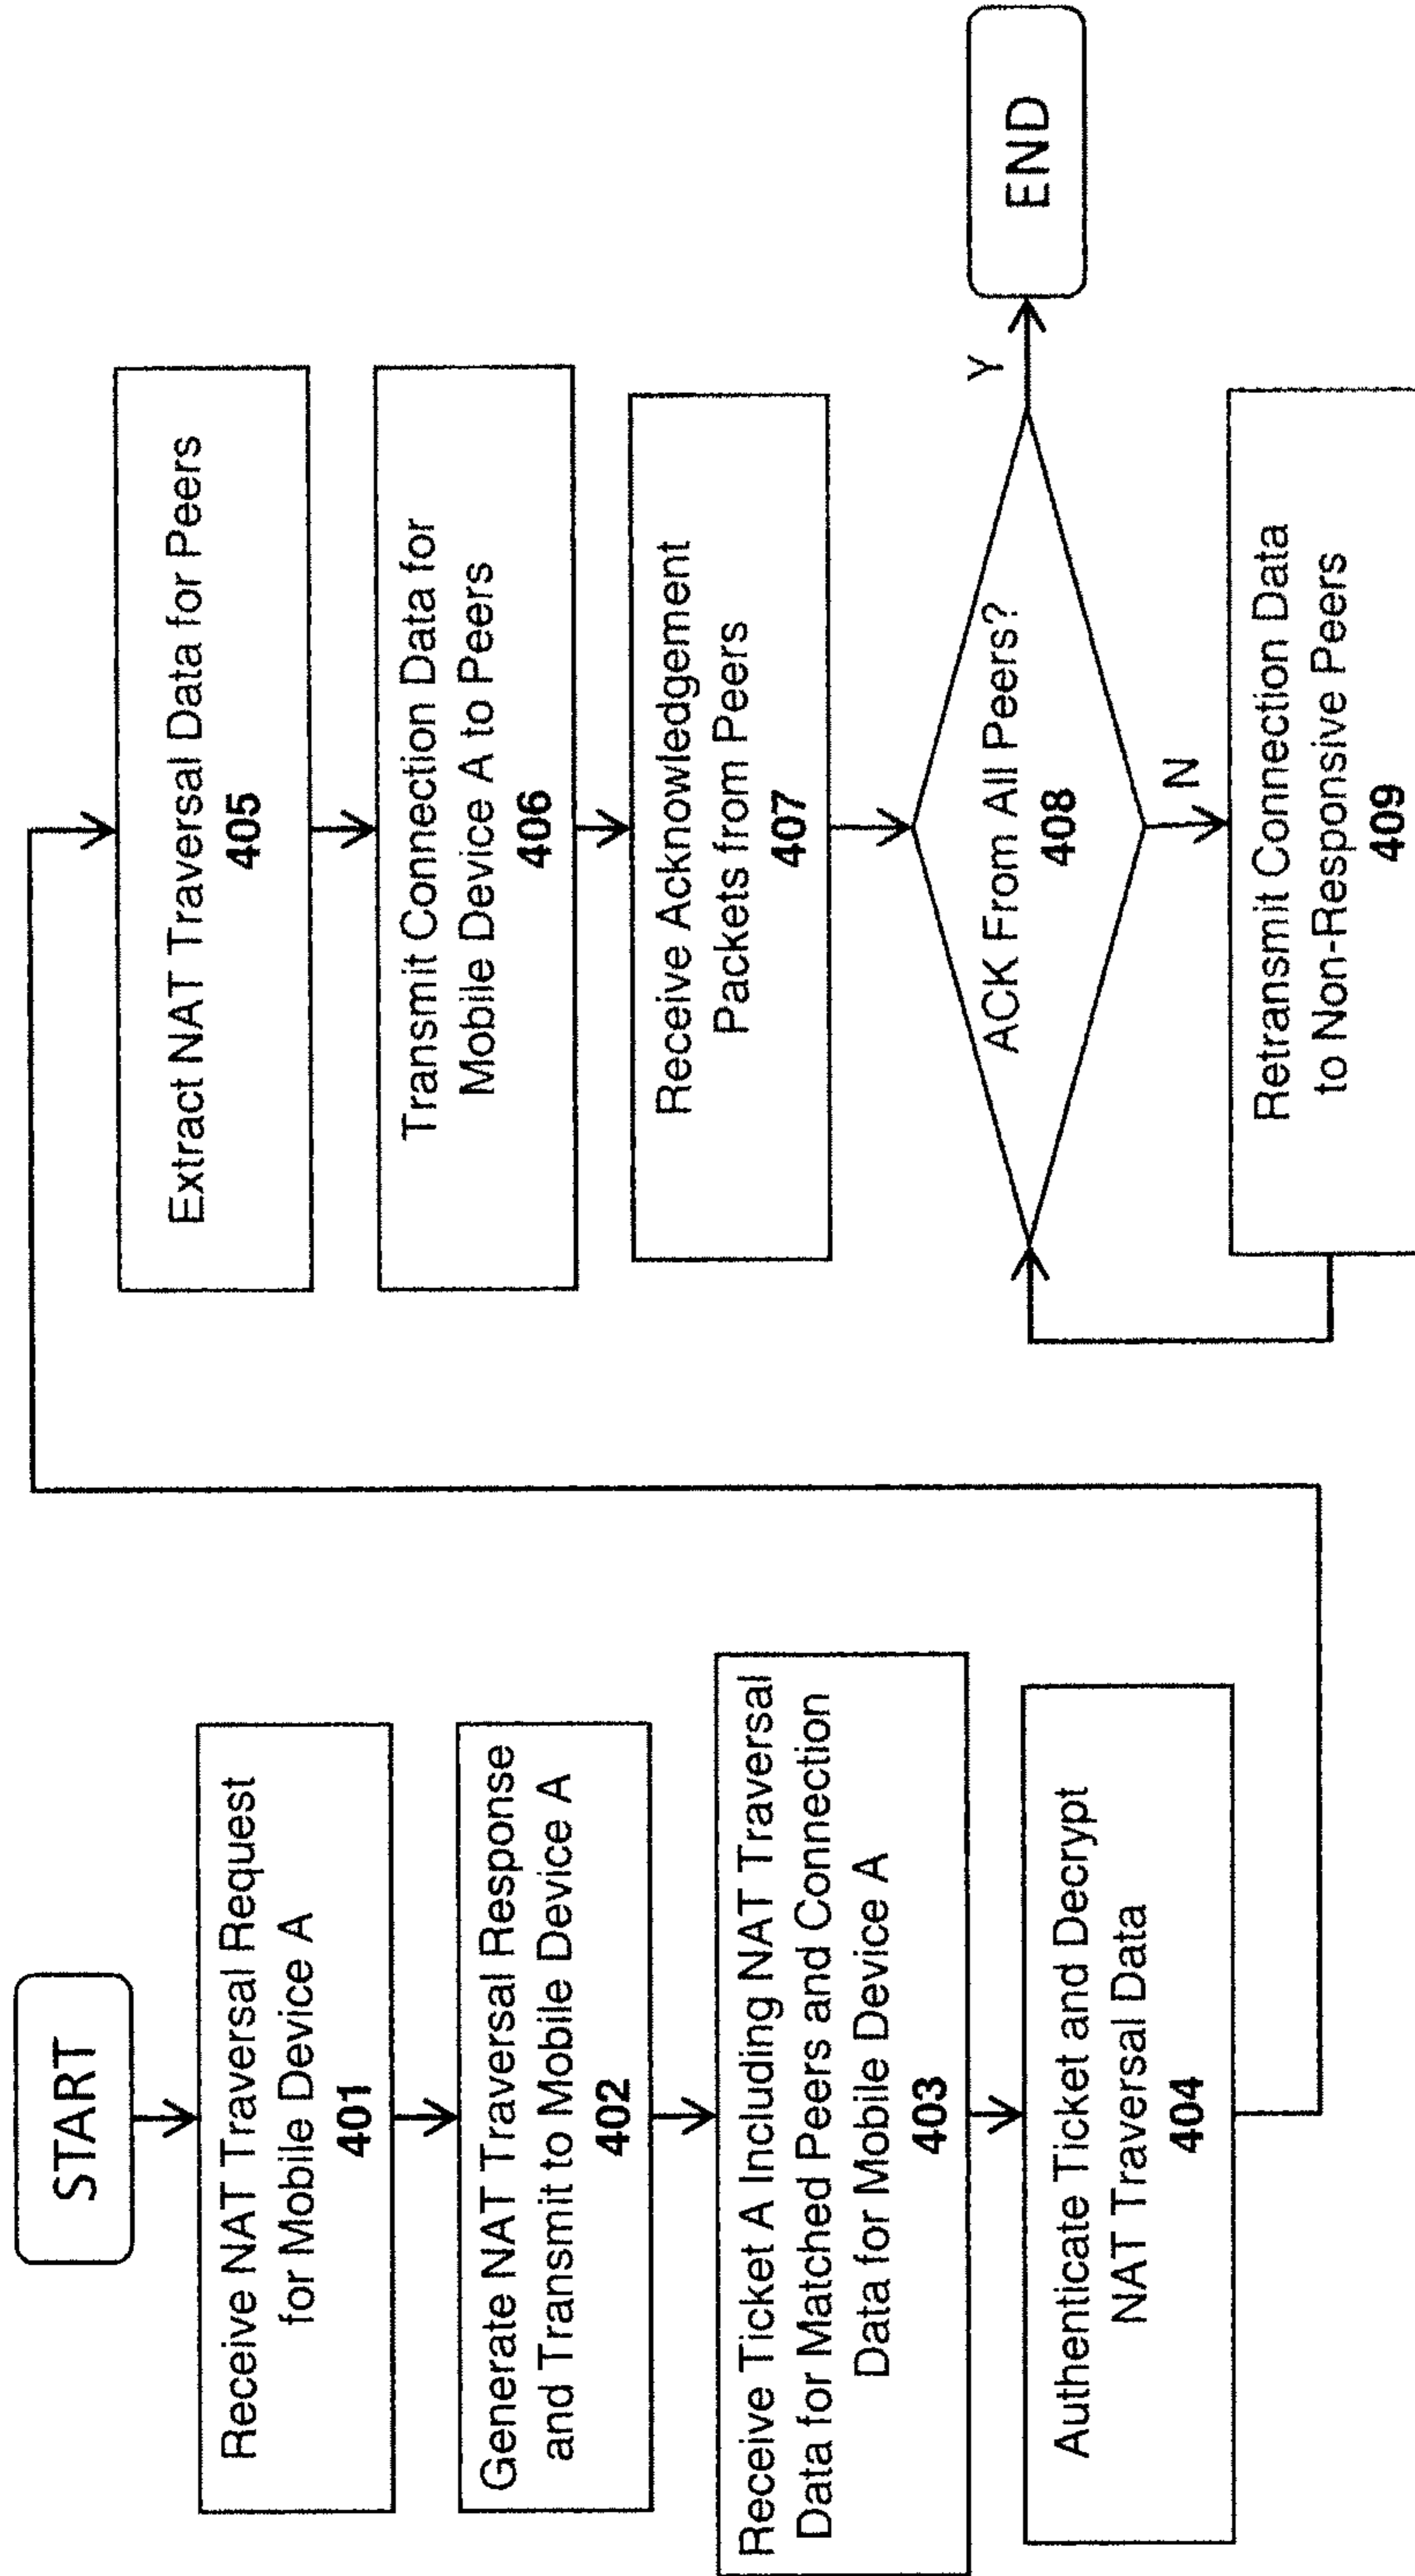 START
Receive NAT Traversal Request
for Mobile Device A
401
Generate NAT Traversal Response
and Transmit to Mobile Device A
402
Receive Ticket A Including NAT Traversal
Data for Matched Peers and Connection
Data for Mobile Device A
403
Authenticate Ticket and Decrypt
NAT Traversal Data
404
Extract NAT Traversal Data for Peers
405
Transmit Connection Data for
Mobile Device A to Peers
406
Receive Acknowledgement
Packets from Peers
407
ACK From All Peers?
408
Y
END
N
Retransmit Connection Data
to Non-Responsive Peers
409